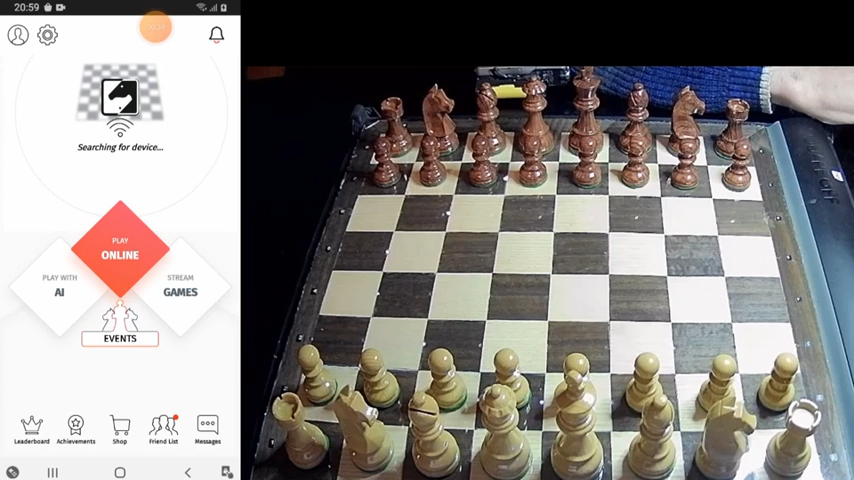 20:59
Searching for device...
PLAY
ONLINE
PLAY WITH
AI
STREAM
GAMES
EVENTS
Leaderboard
Achievements
Shop
Friend List
Messages